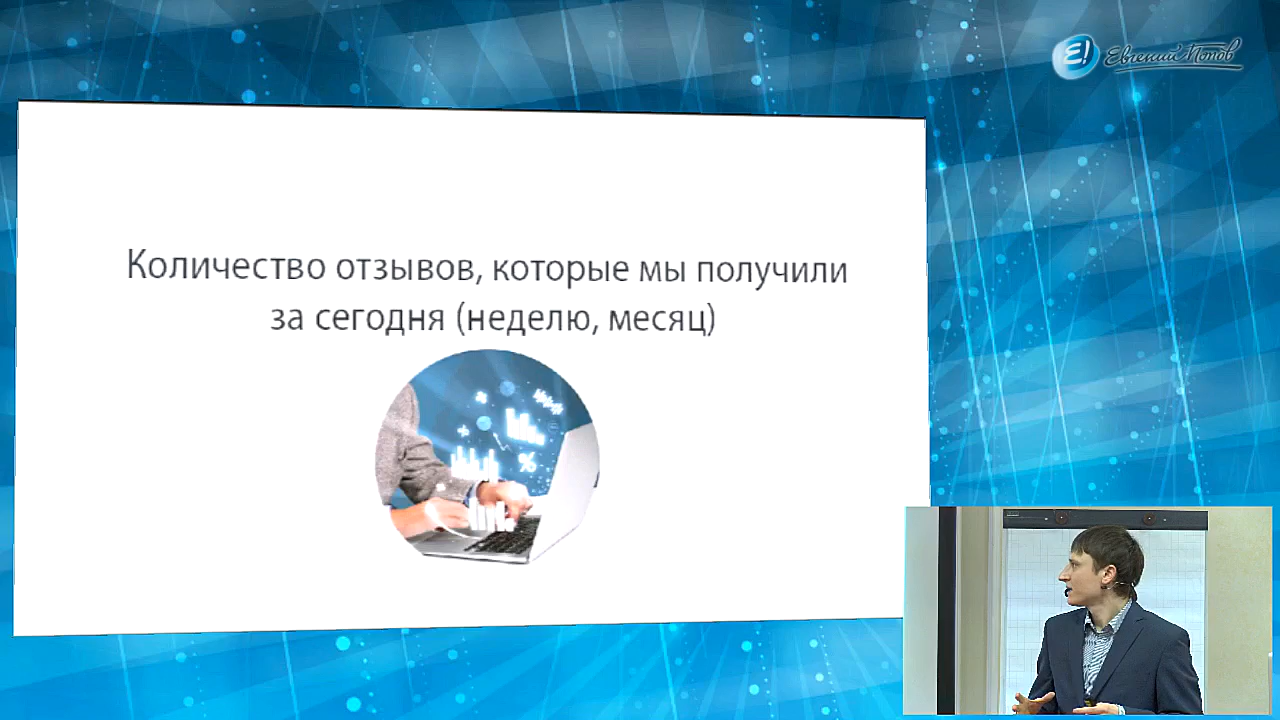 E! Евгений Попов
Количество отзывов, которые мы получили
за сегодня (неделю, месяц)
%